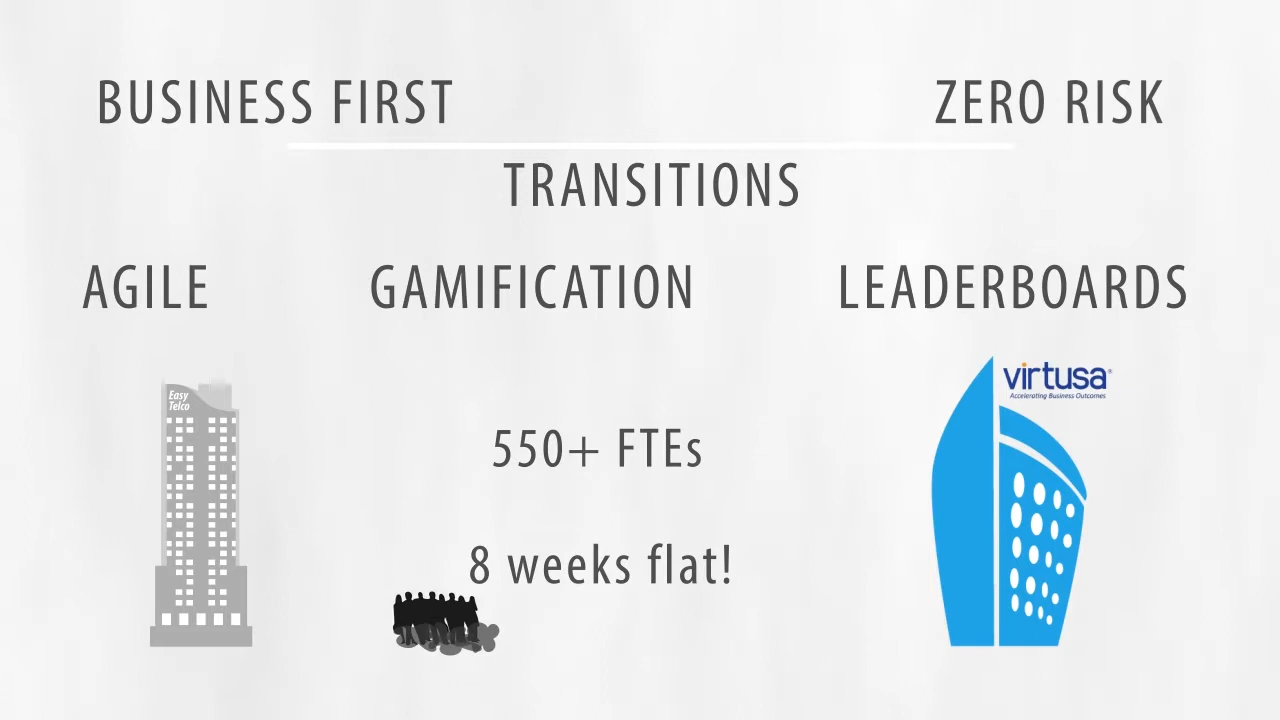 BUSINESS FIRST
ZERO RISK
TRANSITIONS
AGILE
GAMIFICATION
LEADERBOARDS
Easy
Telco
virtusa®
Accelerating Business Outcomes
550+ FTEs
8 weeks flat!